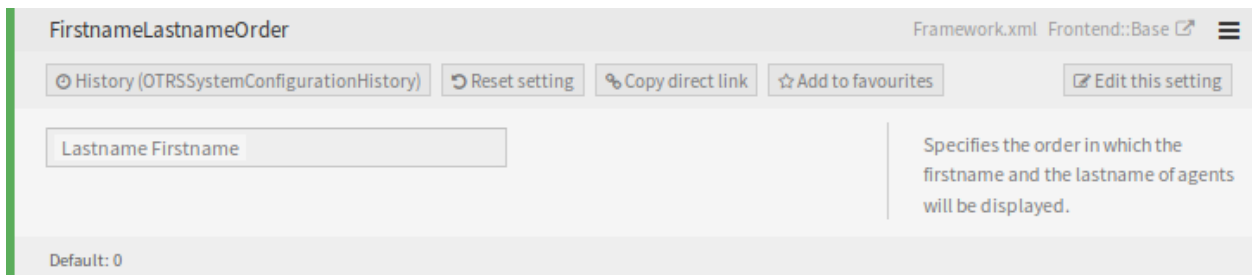 FirstnameLastnameOrder
Framework.xml Frontend::Base
History (OTRSSystemConfigurationHistory) Reset setting Copy direct link Add to favourites Edit this setting
Lastname Firstname
Specifies the order in which the
firstname and the lastname of agents
will be displayed.
Default: 0